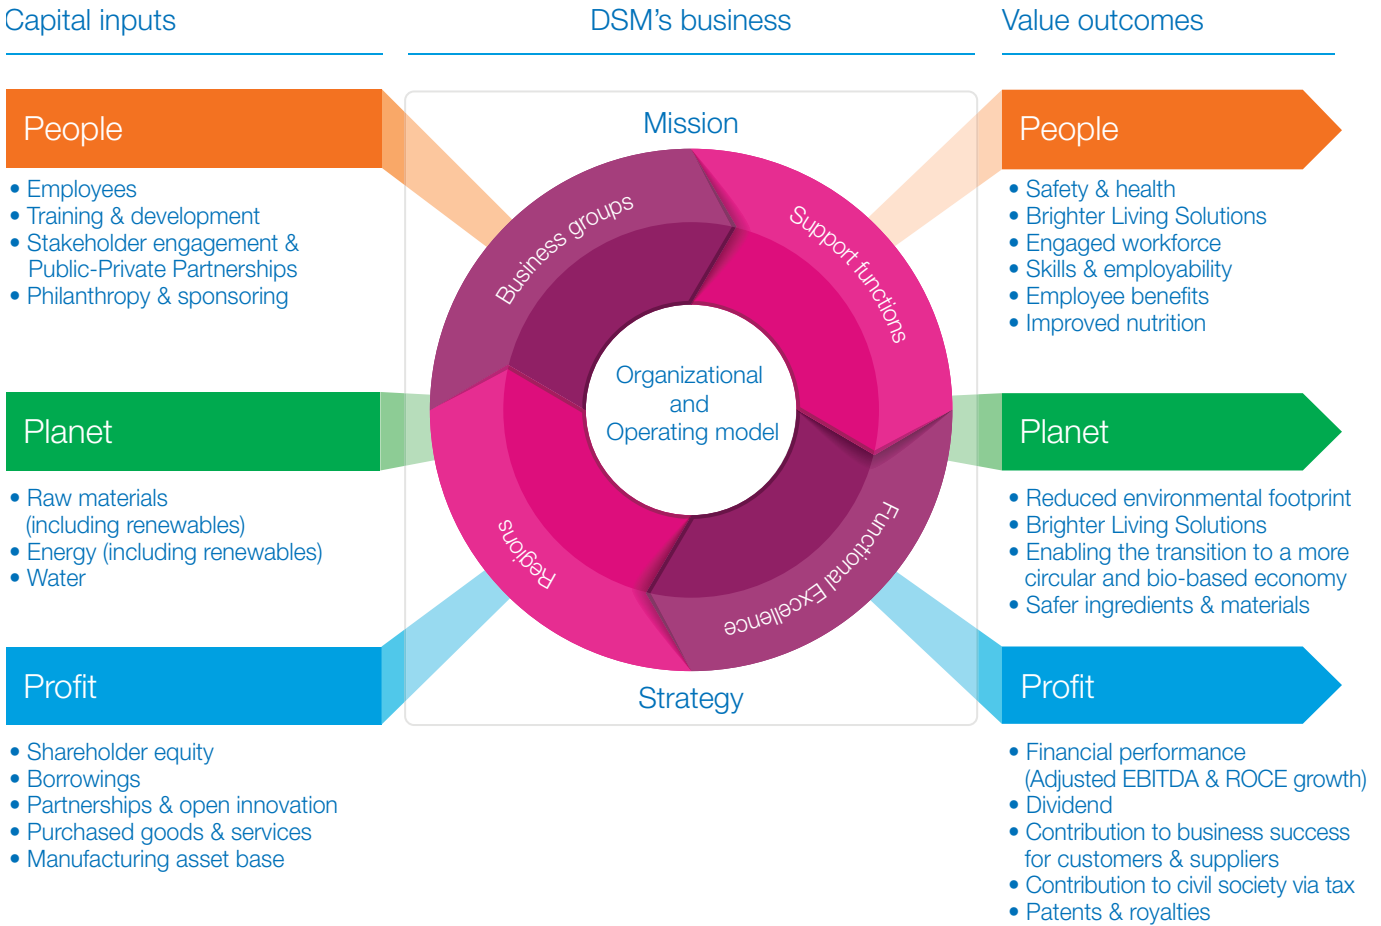 Capital inputs
People
• Employees
• Training & development
• Stakeholder engagement &
Public-Private Partnerships
• Philanthropy & sponsoring
Planet
• Raw materials
(including renewables)
• Energy (including renewables)
• Water
Profit
• Shareholder equity
• Borrowings
• Partnerships & open innovation
• Purchased goods & services
• Manufacturing asset base
DSM's business
Mission
Business groups
Support functions
Organizational
and
Operating model
Regions
Functional Excellence
Strategy
Value outcomes
People
• Safety & health
• Brighter Living Solutions
• Engaged workforce
• Skills & employability
• Employee benefits
• Improved nutrition
Planet
• Reduced environmental footprint
• Brighter Living Solutions
• Enabling the transition to a more
circular and bio-based economy
• Safer ingredients & materials
Profit
• Financial performance
(Adjusted EBITDA & ROCE growth)
• Dividend
• Contribution to business success
for customers & suppliers
• Contribution to civil society via tax
• Patents & royalties